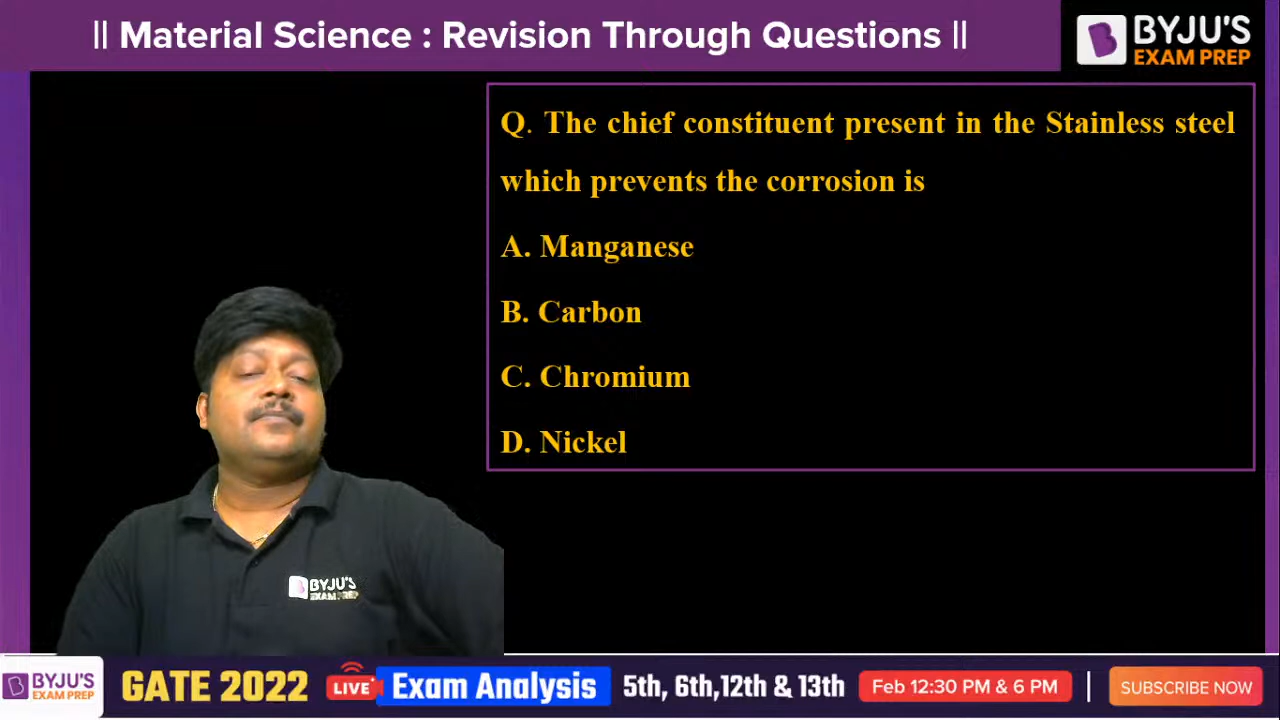 || Material Science : Revision Through Questions ||
BYJU'S
EXAM PREP
Q. The chief constituent present in the Stainless steel
which prevents the corrosion is
A. Manganese
B. Carbon
C. Chromium
D. Nickel
BYJU'S
EXAM PREP
BYJU'S
EXAM PREP
GATE 2022
LIVE
Exam Analysis
5th, 6th,12th & 13th
Feb 12:30 PM & 6 PM
SUBSCRIBE NOW